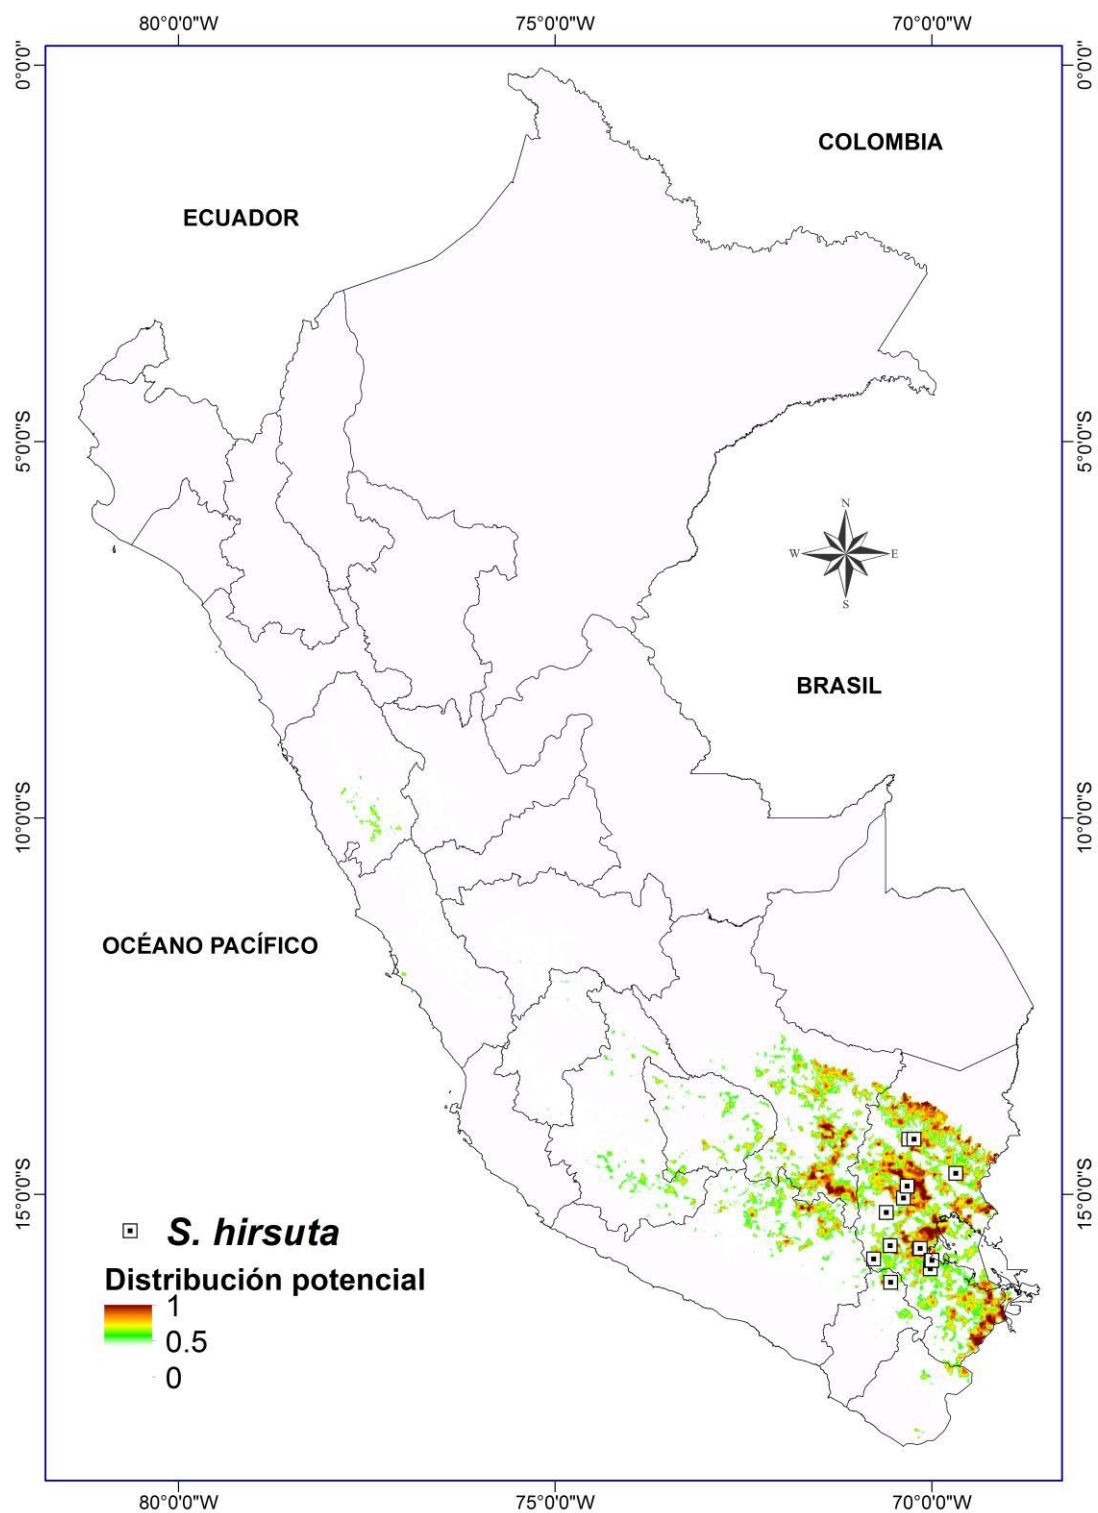 80°0'0"W 75°0'0"W 70°0'0"W
0°0'0" 0°0'0"
COLOMBIA
ECUADOR
5°0'0"S 5°0'0"S
N
W E
S
BRASIL
10°0'0"S 10°0'0"S
OCÉANO PACÍFICO
15°0'0"S 15°0'0"S
S. hirsuta
Distribución potencial
1
0.5
0
80°0'0"W 75°0'0"W 70°0'0"W